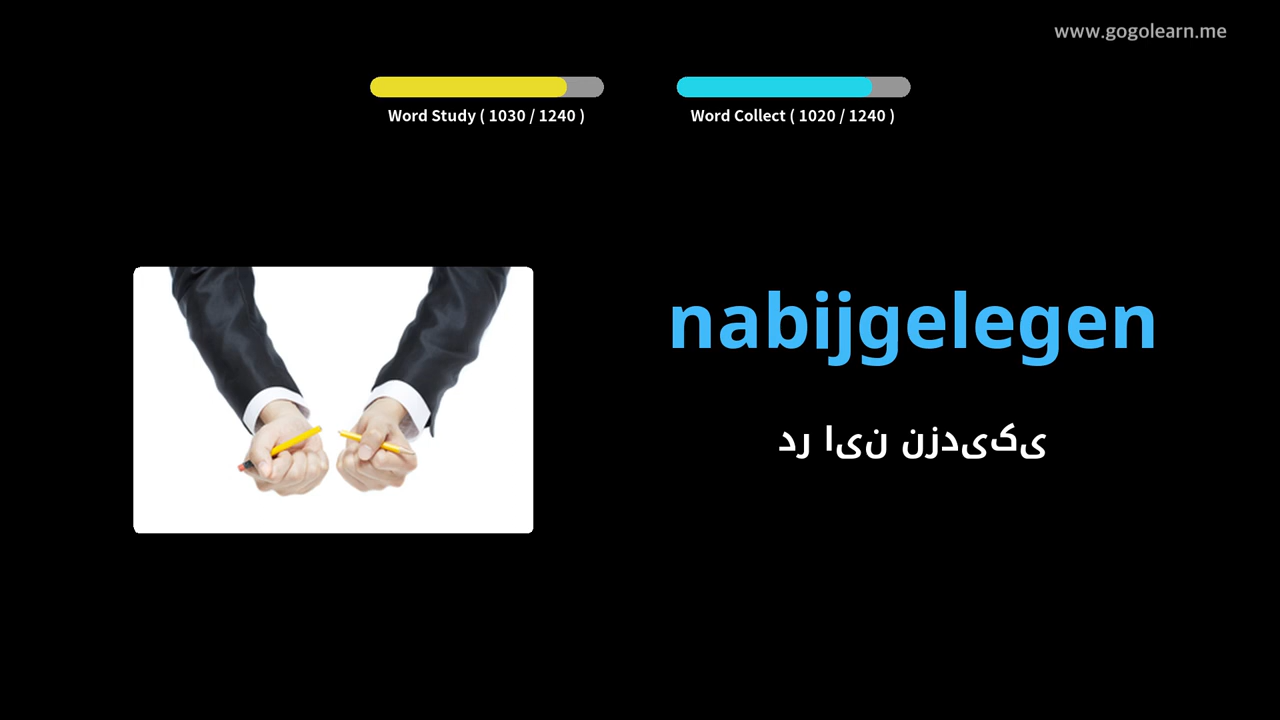 www.gogolearn.me
Word Study ( 1030 / 1240 )
Word Collect ( 1020 / 1240 )
nabijgelegen
در این نزدیکی